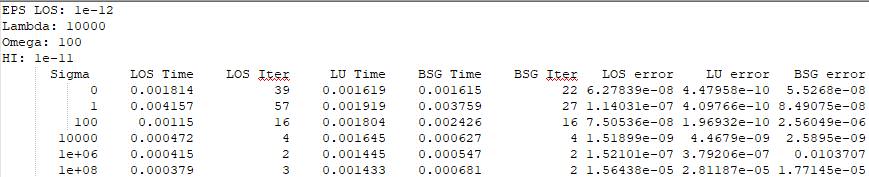 EPS LOS: 1e-12
Lambda: 10000
Omega: 100
HI: 1e-11
Sigma LOS Time LOS Iter LU Time BSG Time BSG Iter LOS error LU error BSG error
0 0.001814 39 0.001619 0.001615 22 6.27839e-08 4.47958e-10 5.5268e-08
1 0.004157 57 0.001919 0.003759 27 1.14031e-07 4.09766e-10 8.49075e-08
100 0.00115 16 0.001804 0.002426 16 7.50536e-08 1.96932e-10 2.56049e-06
10000 0.000472 4 0.001645 0.000627 4 1.51899e-09 4.4679e-09 2.5895e-09
1e+06 0.000415 2 0.001445 0.000547 2 1.52101e-07 3.79206e-07 0.0103707
1e+08 0.000379 3 0.001433 0.000681 2 1.56438e-05 2.81187e-05 1.77145e-05